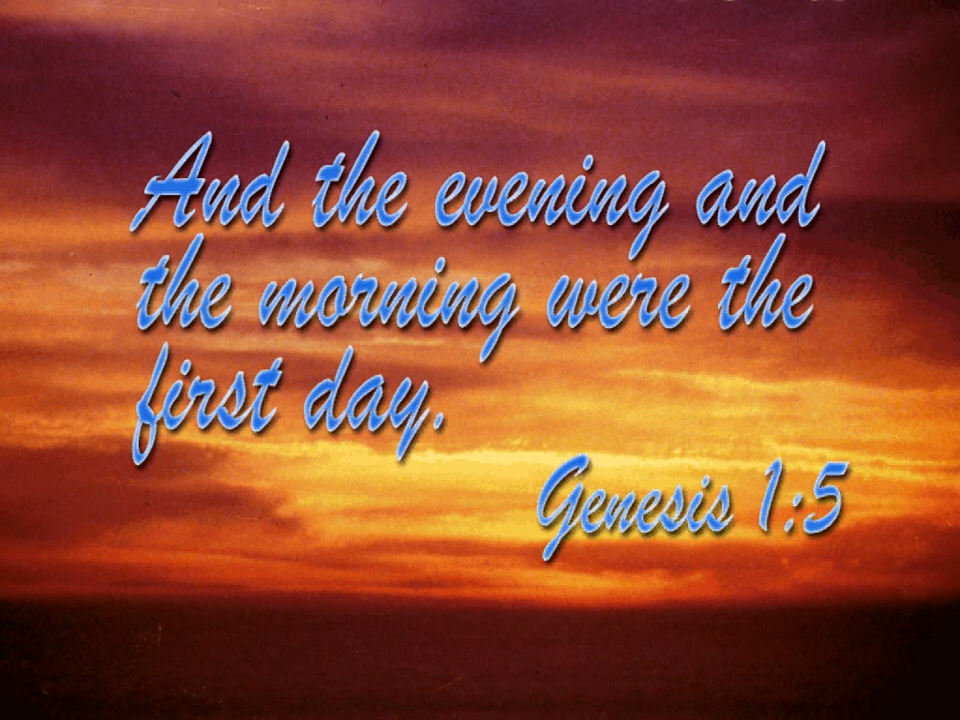 And the evening and
the morning were the
first day.
Genesis 1:5